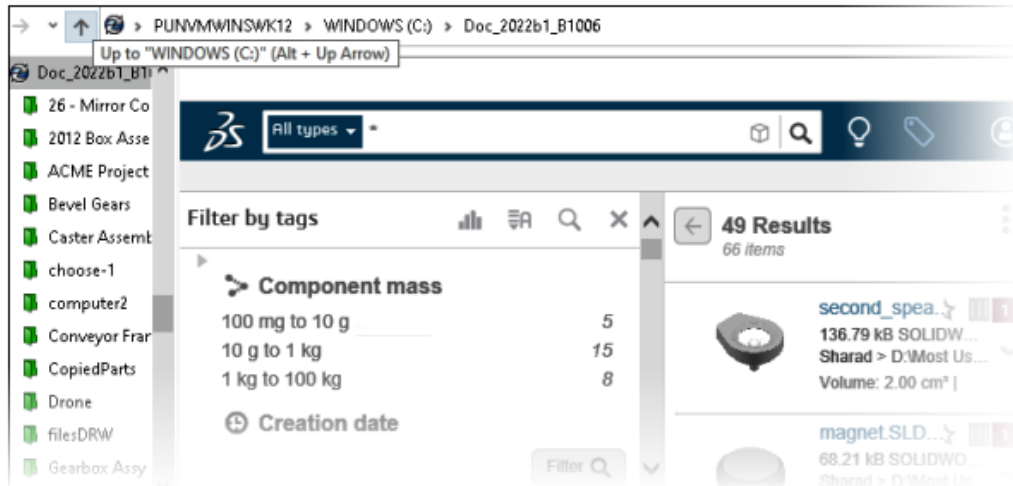 PUNVMWINSWK12 > WINDOWS (C:) > Doc_2022b1_B1006
Up to "WINDOWS (C:)" (Alt + Up Arrow)
Doc_2022b1_B1
26 - Mirror Co
2012 Box Asse
ACME Project
Bevel Gears
Caster Assemb
choose-1
computer2
Conveyor Frar
CopiedParts
Drone
filesDRW
Gearbox Assy
All types *
Filter by tags
Component mass
100 mg to 10 g 5
10 g to 1 kg 15
1 kg to 100 kg 8
Creation date
Filter
49 Results
66 items
second_spea...
136.79 kB SOLIDW...
Sharad > D:\Most Us...
Volume: 2.00 cm³ |
magnet.SLD...
68.21 kB SOLIDWO...
Sharad > D:\Most Us...